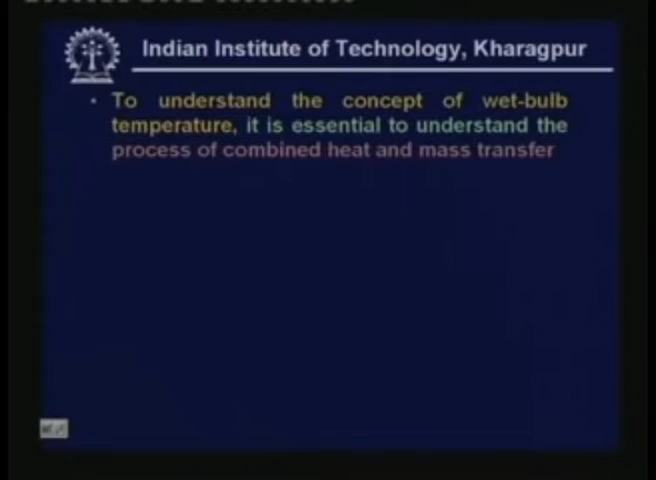 Indian Institute of Technology, Kharagpur
• To understand the concept of wet-bulb
temperature, it is essential to understand the
process of combined heat and mass transfer